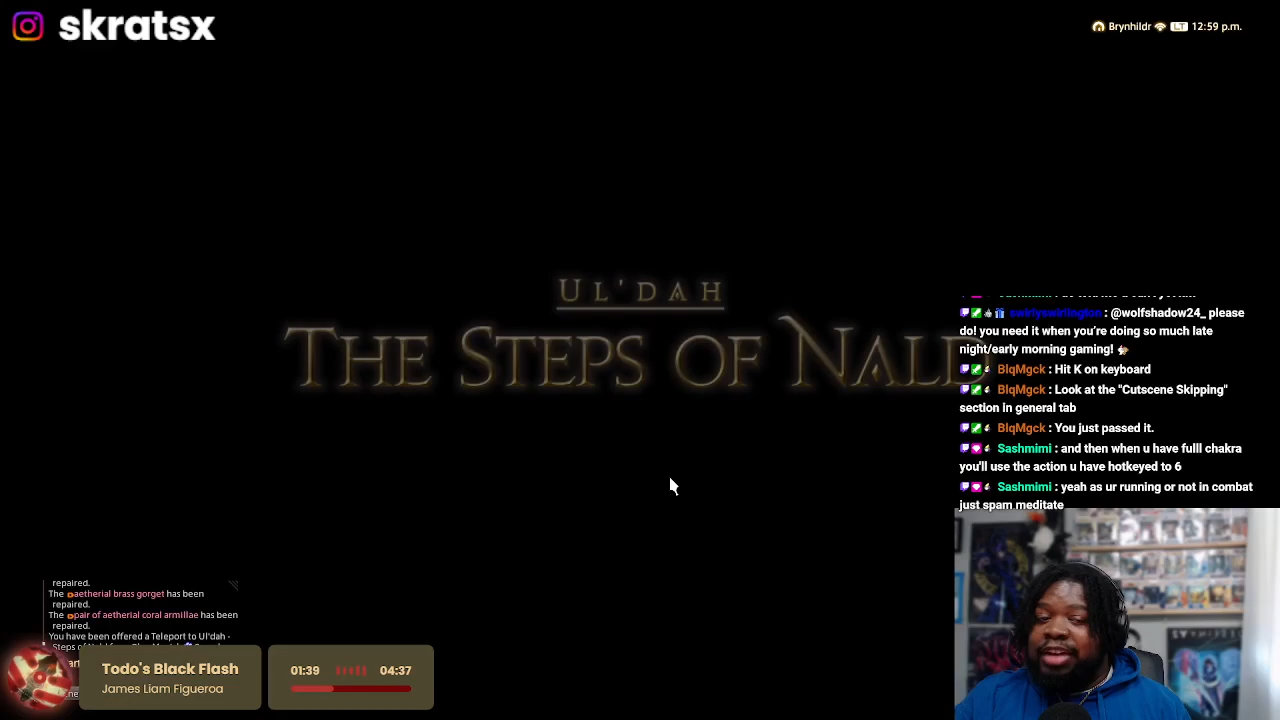 skratsx
Brynhildr LT 12:59 p.m.
UL'DAH
THE STEPS OF NALD
swirlyswirlington : @wolfshadow24_ please
do! you need it when you're doing so much late
night/early morning gaming!
BlqMgck : Hit K on keyboard
BlqMgck : Look at the "Cutscene Skipping"
section in general tab
BlqMgck : You just passed it.
Sashmimi : and then when u have fulll chakra
you'll use the action u have hotkeyed to 6
Sashmimi : yeah as ur running or not in combat
just spam meditate
repaired.
The aetherial brass gorget has been
repaired.
The pair of aetherial coral armillae has been
repaired.
You have been offered a Teleport to Ul'dah -
Todo's Black Flash
James Liam Figueroa
01:39 04:37